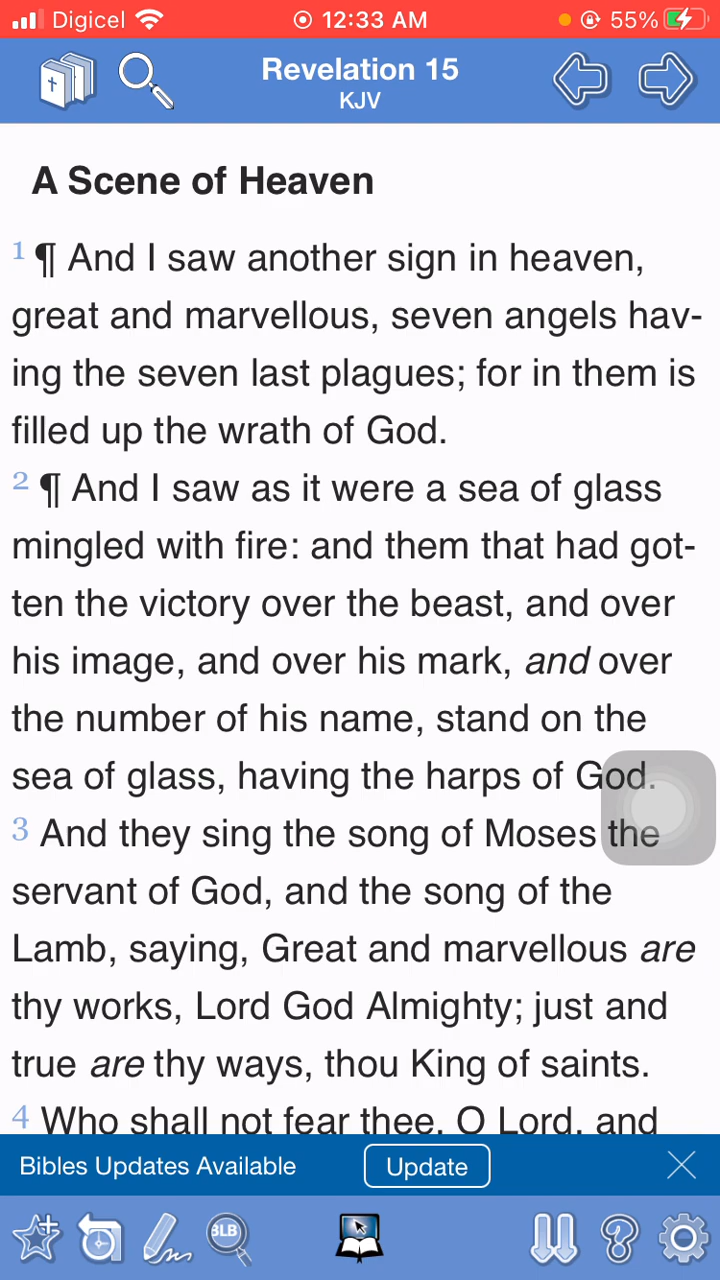 Digicel 12:33 AM 55%
Revelation 15
KJV
A Scene of Heaven
1 ¶ And I saw another sign in heaven,
great and marvellous, seven angels hav-
ing the seven last plagues; for in them is
filled up the wrath of God.
2 ¶ And I saw as it were a sea of glass
mingled with fire: and them that had got-
ten the victory over the beast, and over
his image, and over his mark, and over
the number of his name, stand on the
sea of glass, having the harps of God.
3 And they sing the song of Moses the
servant of God, and the song of the
Lamb, saying, Great and marvellous are
thy works, Lord God Almighty; just and
true are thy ways, thou King of saints.
4 Who shall not fear thee, O Lord, and
Bibles Updates Available Update
BLB